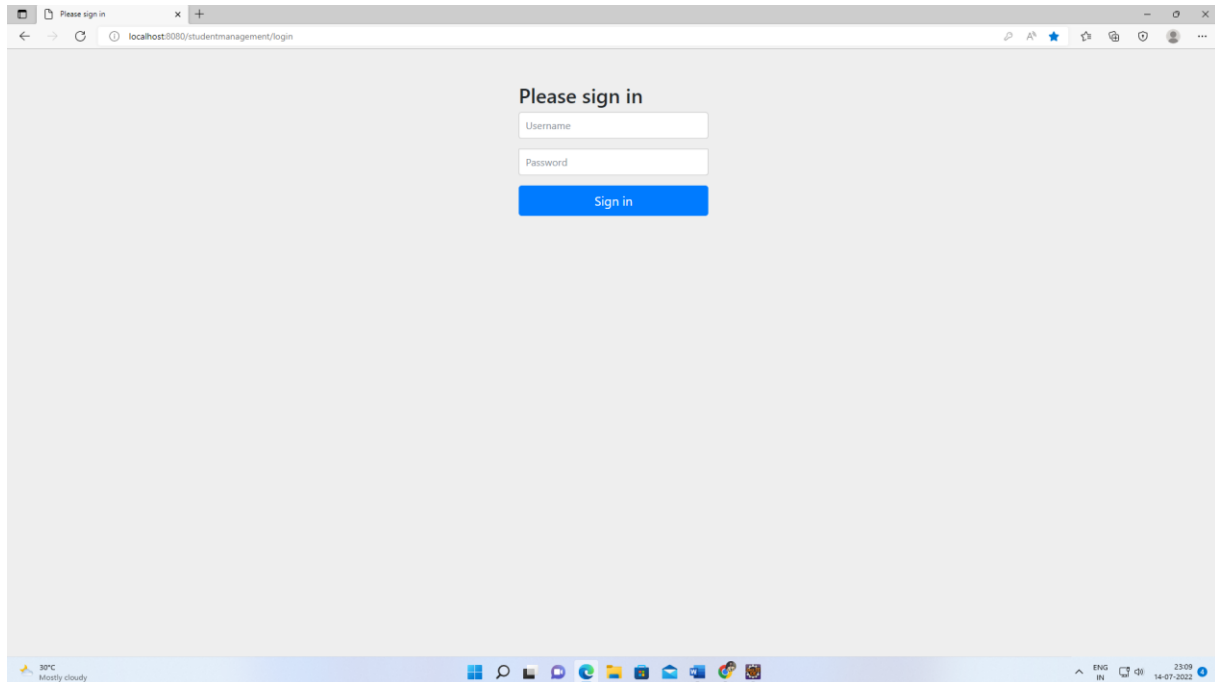 Please sign in
localhost:8080/studentmanagement/login
Please sign in
Username
Password
Sign in
30°C
Mostly cloudy
ENG
IN
23:09
14-07-2022
4